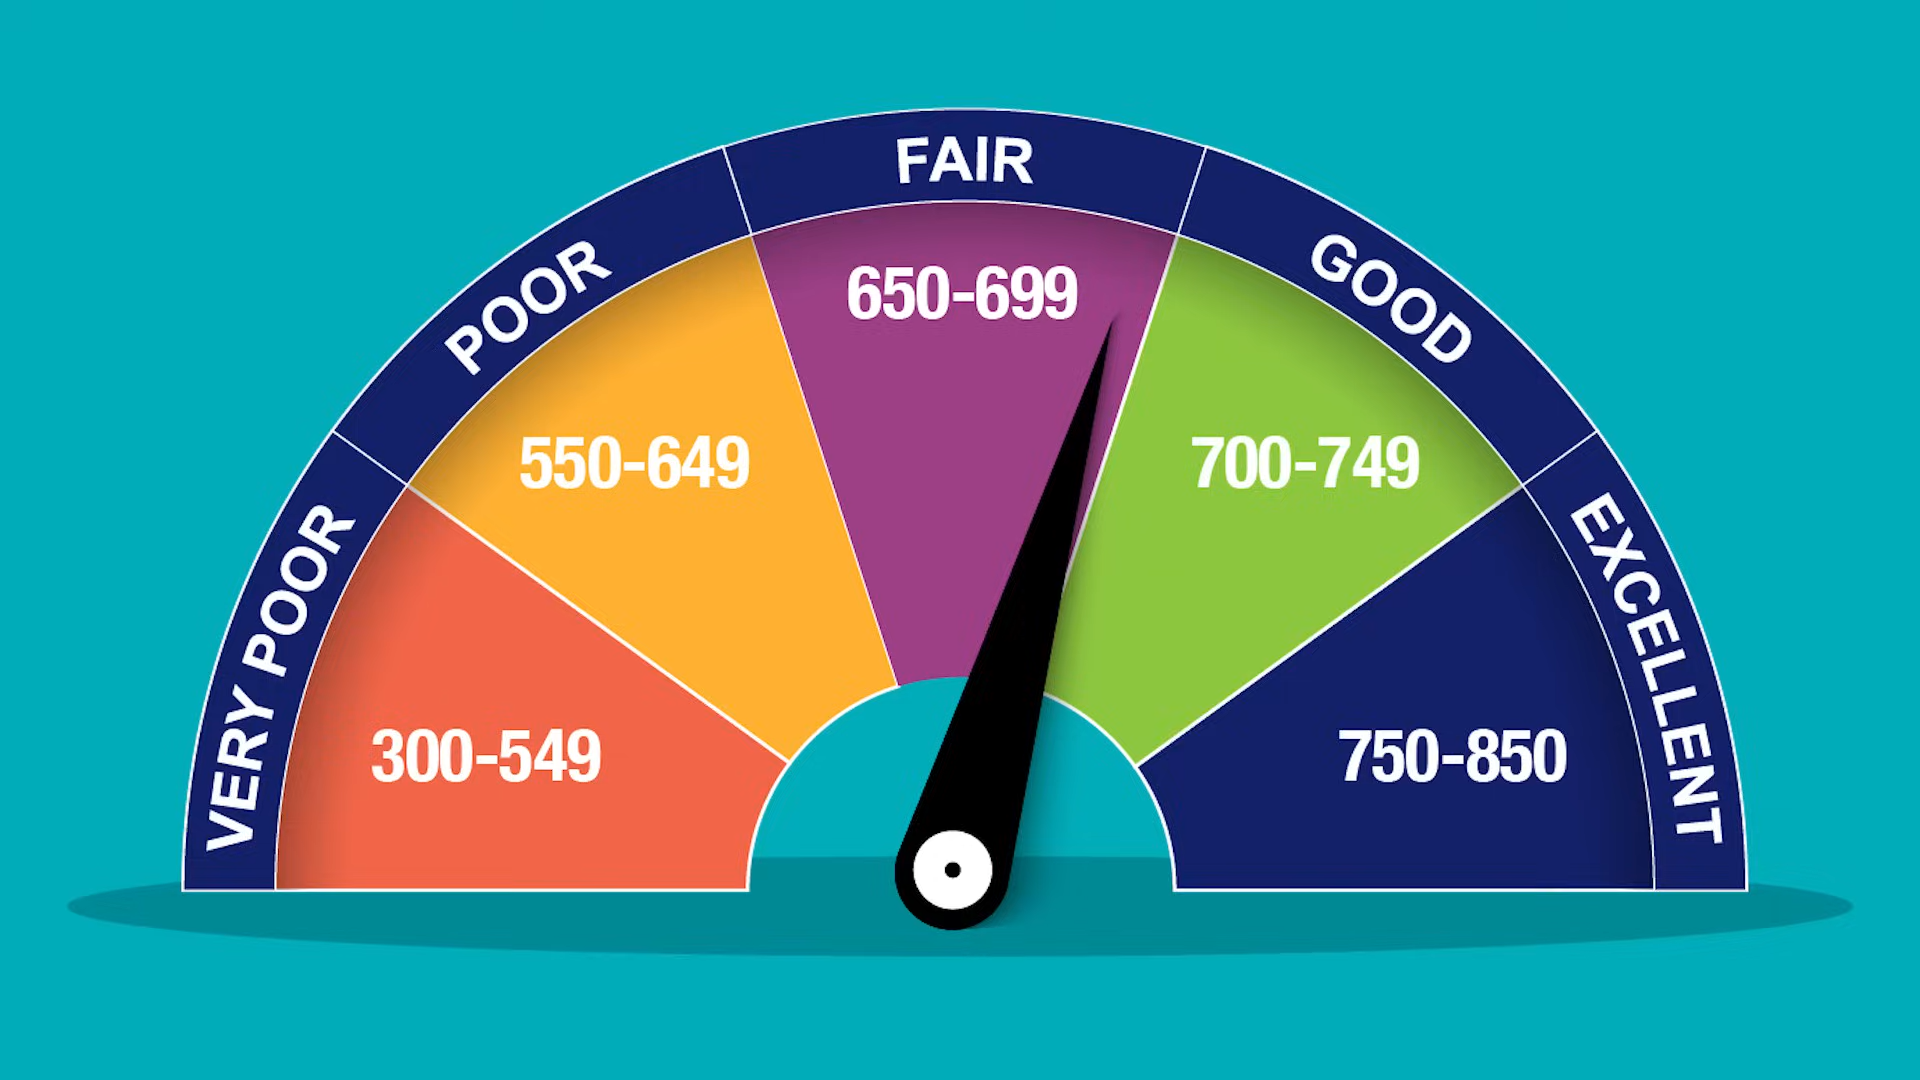 VERY POOR
300-549
POOR
550-649
FAIR
650-699
GOOD
700-749
EXCELLENT
750-850